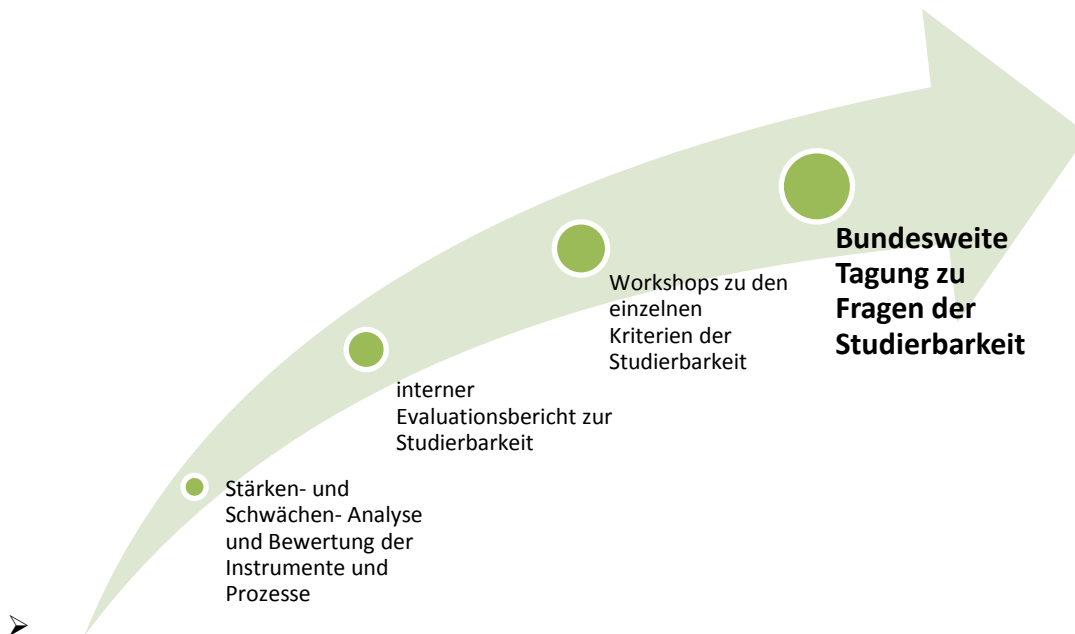 Stärken- und
Schwächen- Analyse
und Bewertung der
Instrumente und
Prozesse
interner
Evaluationsbericht zur
Studierbarkeit
Workshops zu den
einzelnen
Kriterien der
Studierbarkeit
Bundesweite
Tagung zu
Fragen der
Studierbarkeit